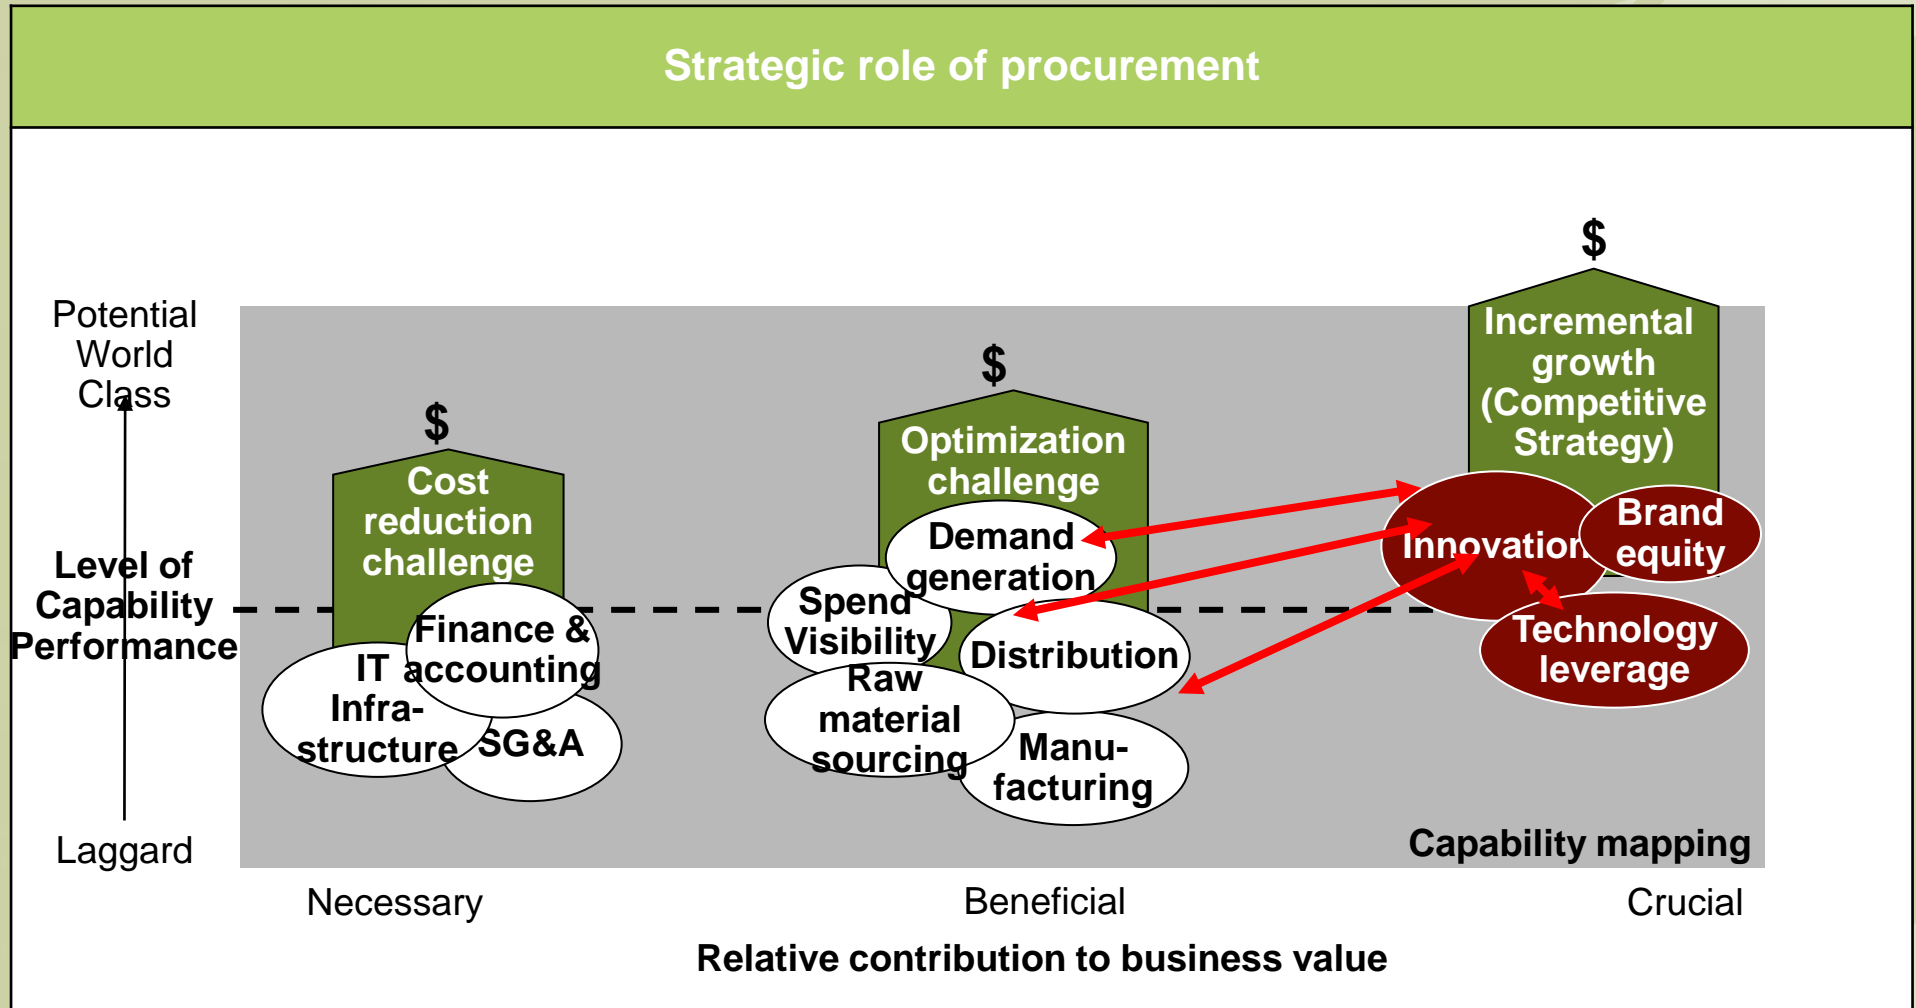 Strategic role of procurement
$
Incremental
growth
(Competitive
Strategy)
Potential
World
Class
$
Optimization
challenge
$
Cost
reduction
challenge
Level of
Capability
Performance
Finance &
accounting
IT
Infra-
structure
SG&A
Demand
generation
Spend
Visibility
Distribution
Raw
material
sourcing
Manu-
facturing
Innovation
Brand
equity
Technology
leverage
Laggard
Capability mapping
Necessary
Beneficial
Crucial
Relative contribution to business value